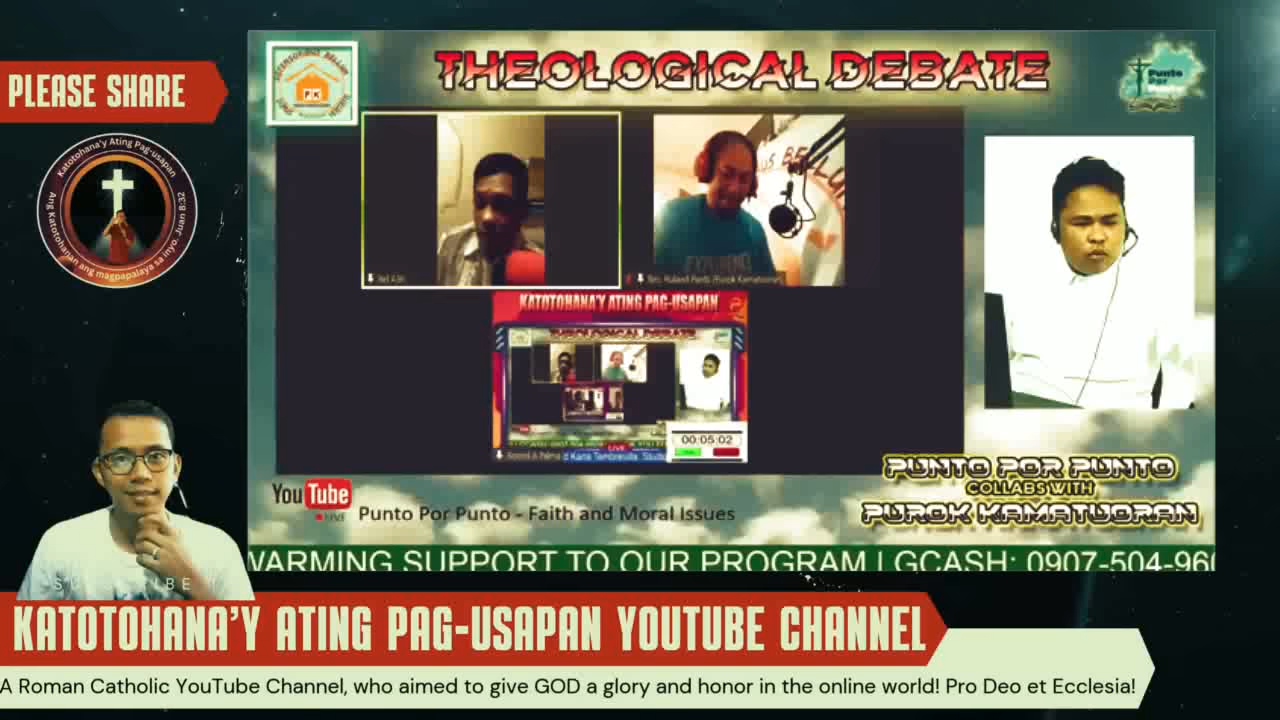 PLEASE SHARE
Katotohana'y Ating Pag-usapan
Ang Katotohanan ang magpapalaya sa inyo. Juan 8:32
THEOLOGICAL DEBATE
Punto
Por
Punto
KATOTOHANA'Y ATING PAG-USAPAN
THEOLOGICAL DEBATE
00:05:02
LIVE
YouTube
LIVE
Punto Por Punto - Faith and Moral Issues
PUNTO POR PUNTO
COLLABS WITH
PUROK KAMATUORAN
WARMING SUPPORT TO OUR PROGRAM | GCASH: 0907-504-960
SUBSCRIBE
KATOTOHANA'Y ATING PAG-USAPAN YOUTUBE CHANNEL
A Roman Catholic YouTube Channel, who aimed to give GOD a glory and honor in the online world! Pro Deo et Ecclesia!